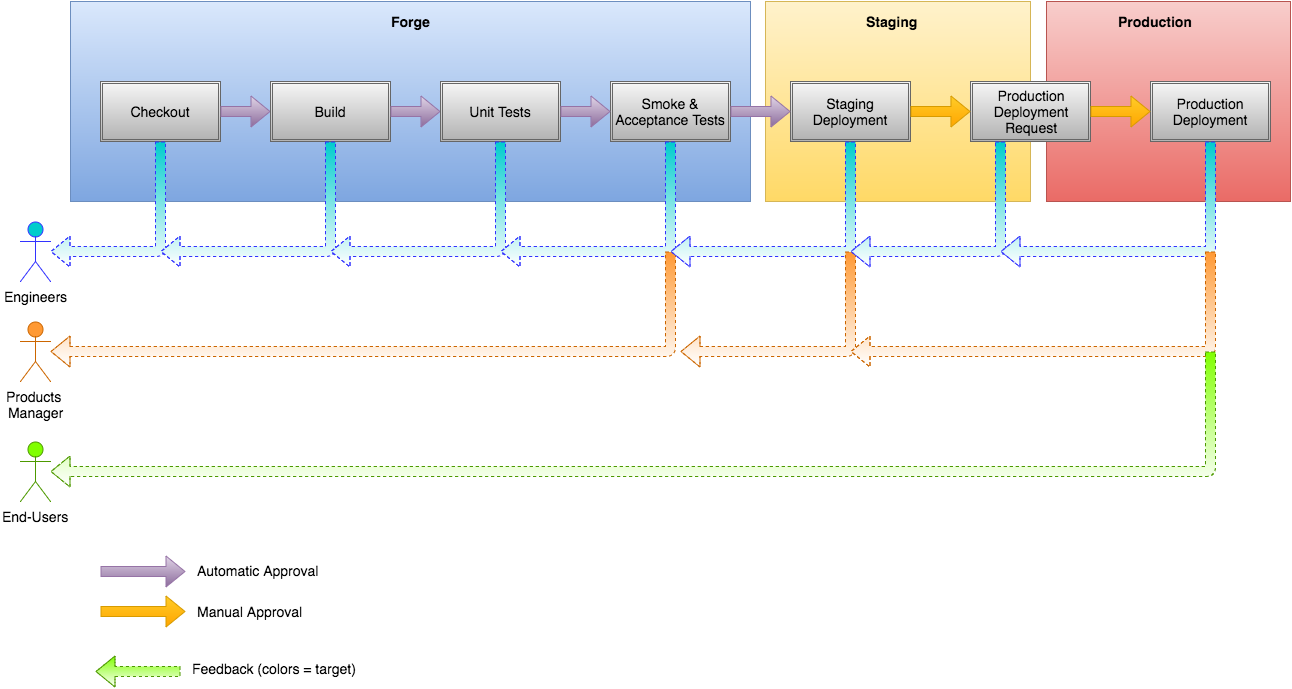 Forge
Staging
Production
Checkout
Build
Unit Tests
Smoke &
Acceptance Tests
Staging
Deployment
Production
Deployment
Request
Production
Deployment
Engineers
Products
Manager
End-Users
Automatic Approval
Manual Approval
Feedback (colors = target)